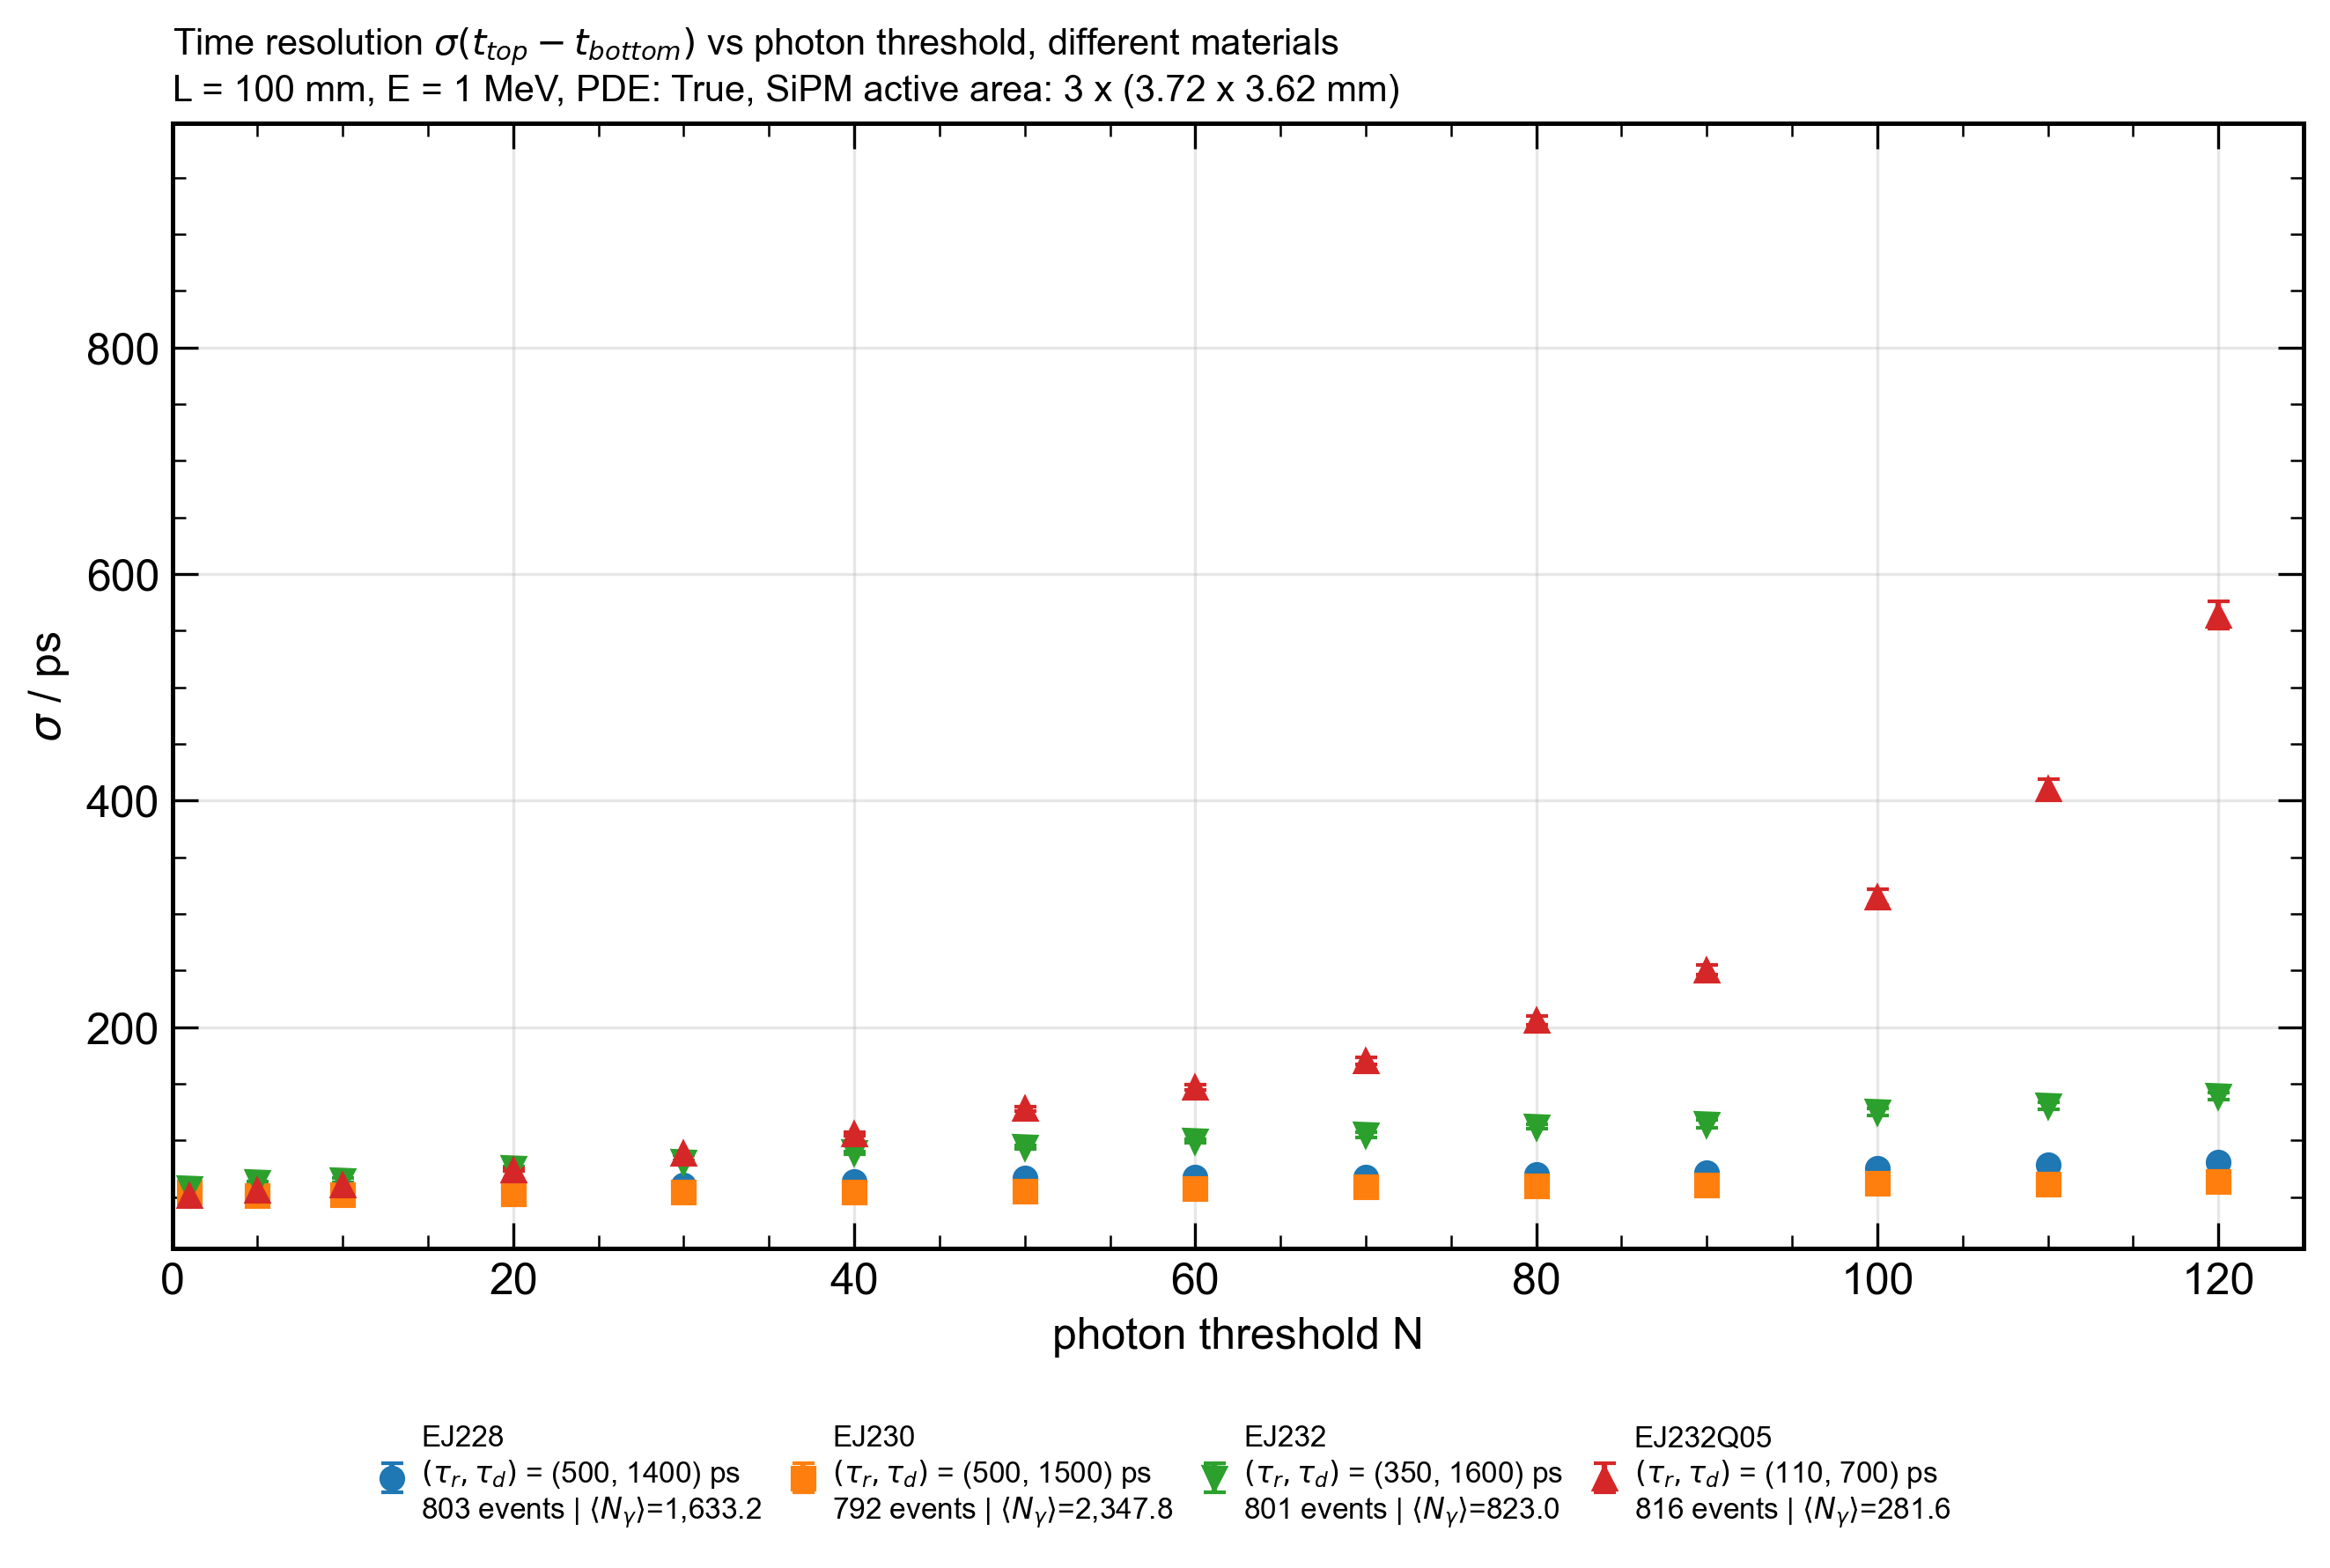 Time resolution σ(t_top − t_bottom) vs photon threshold, different materials
L = 100 mm, E = 1 MeV, PDE: True, SiPM active area: 3 x (3.72 x 3.62 mm)
800
600
400
200
σ / ps
0 20 40 60 80 100 120
photon threshold N
EJ228
(τ_r, τ_d) = (500, 1400) ps
803 events | ⟨N_γ⟩=1,633.2
EJ230
(τ_r, τ_d) = (500, 1500) ps
792 events | ⟨N_γ⟩=2,347.8
EJ232
(τ_r, τ_d) = (350, 1600) ps
801 events | ⟨N_γ⟩=823.0
EJ232Q05
(τ_r, τ_d) = (110, 700) ps
816 events | ⟨N_γ⟩=281.6